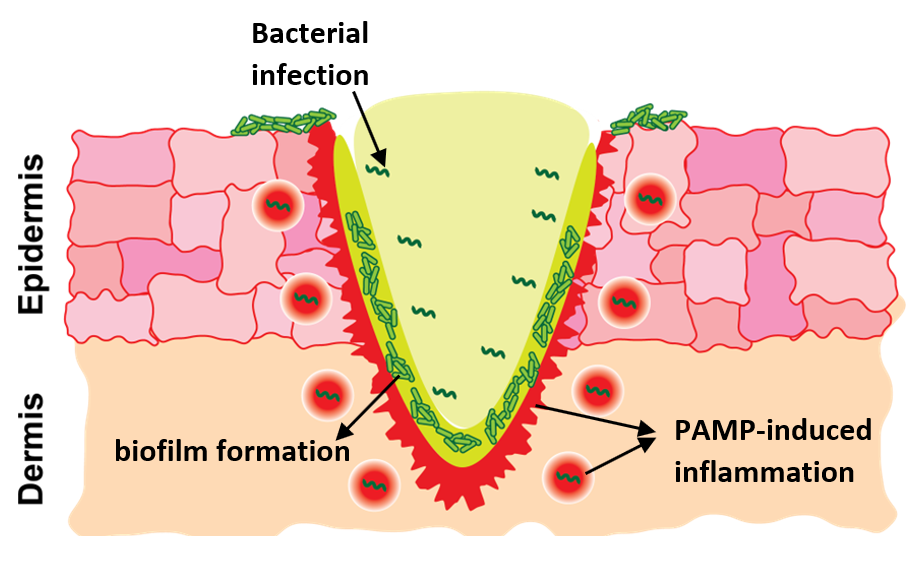 Bacterial
infection
Epidermis
Dermis
biofilm formation
PAMP-induced
inflammation